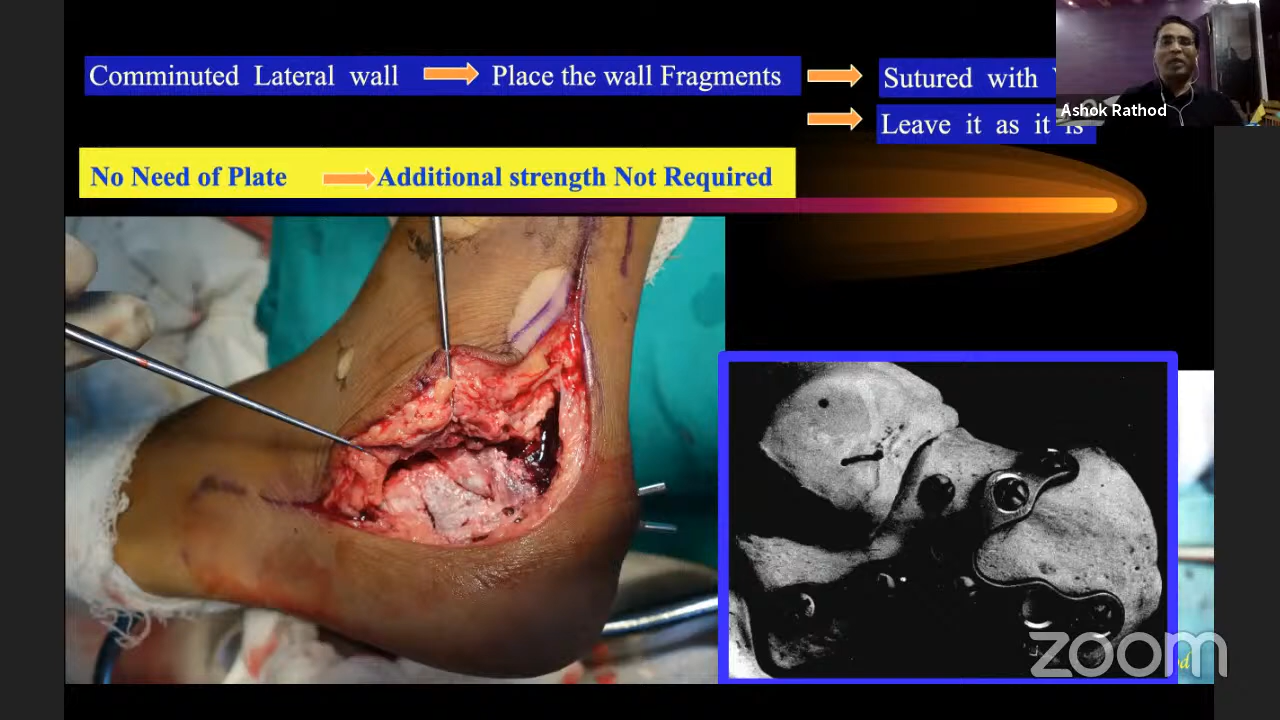 Comminuted Lateral wall Place the wall Fragments Sutured with
Leave it as it is
Ashok Rathod
No Need of Plate Additional strength Not Required
zoom